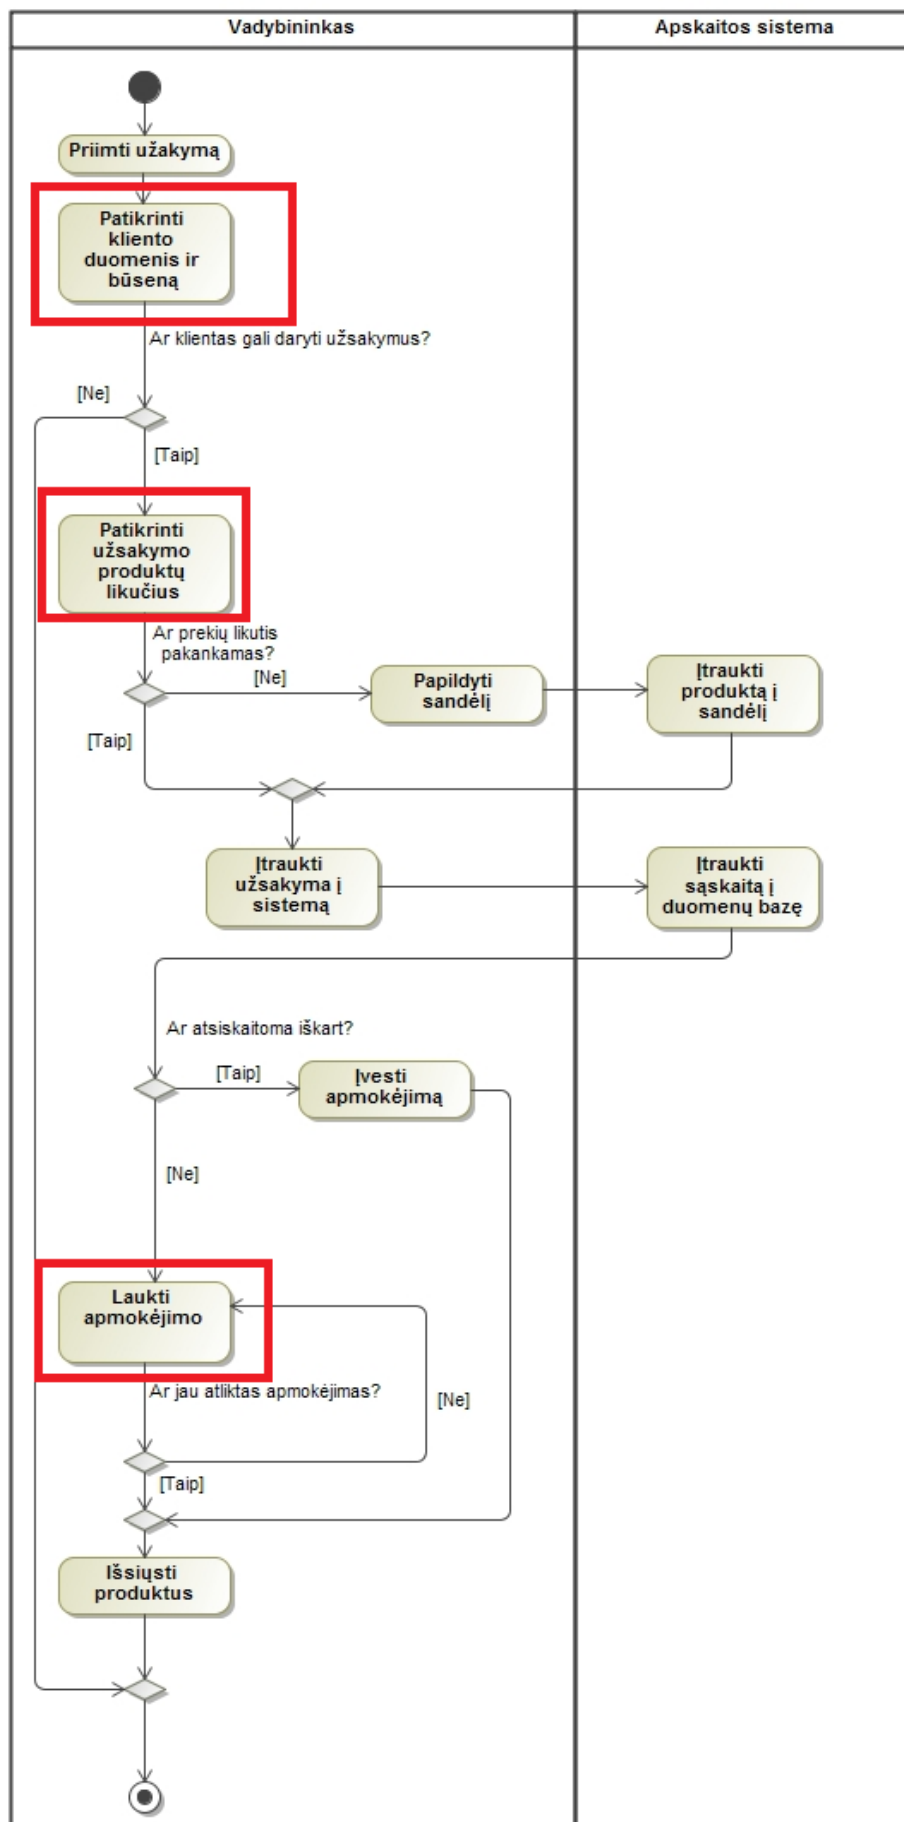 Vadybininkas
Apskaitos sistema
Priimti užakymą
Patikrinti
kliento
duomenis ir
būseną
Ar klientas gali daryti užsakymus?
[Ne]
[Taip]
Patikrinti
užsakymo
produktų
likučius
Ar prekių likutis
pakankamas?
[Ne]
Papildyti
sandėlį
Įtraukti
produktą į
sandėlį
[Taip]
Įtraukti
užsakyma į
sistemą
Įtraukti
sąskaitą į
duomenų bazę
Ar atsiskaitoma iškart?
[Taip]
Įvesti
apmokėjimą
[Ne]
Laukti
apmokėjimo
Ar jau atliktas apmokėjimas?
[Ne]
[Taip]
Išsiųsti
produktus